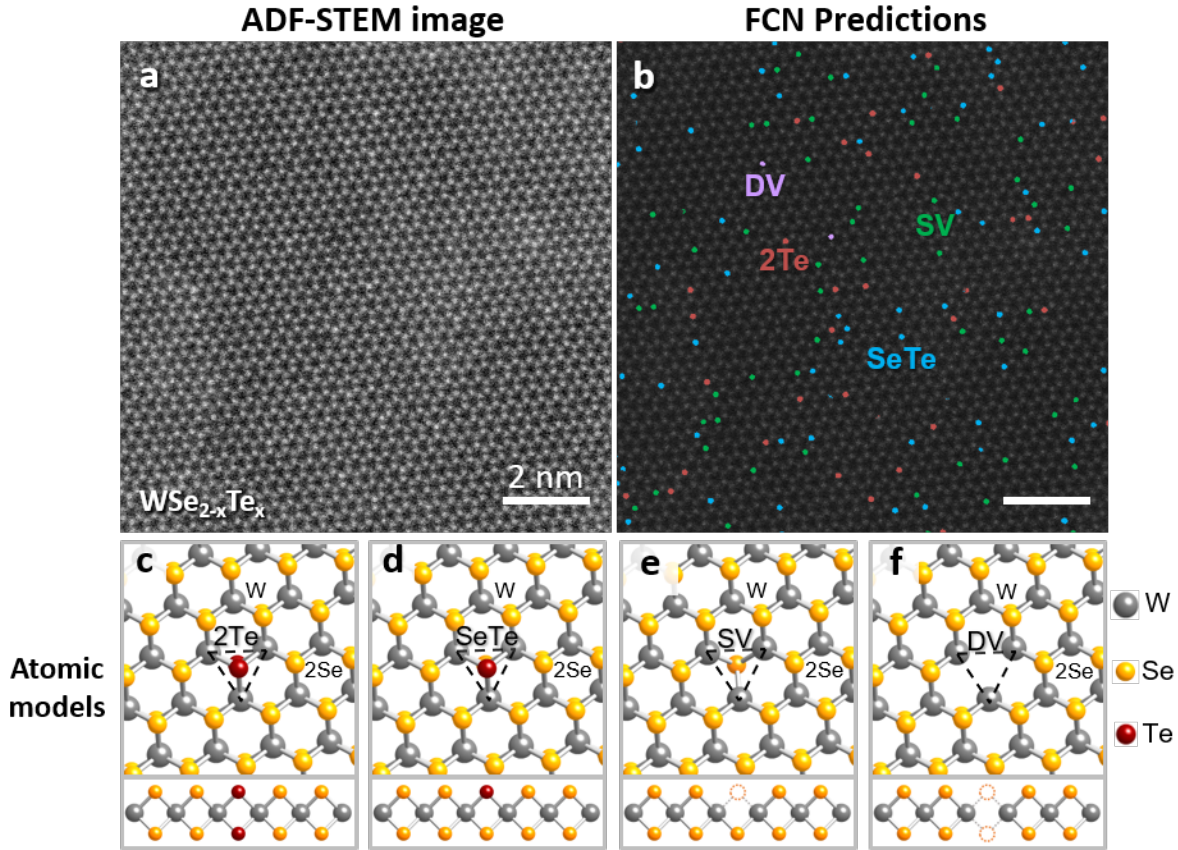 ADF-STEM image
FCN Predictions
a
b
DV
SV
2Te
SeTe
2 nm
WSe2-xTex
c
d
e
f
W
W
W
W
2Te
SeTe
SV
DV
2Se
2Se
2Se
2Se
W
Se
Te
Atomic
models